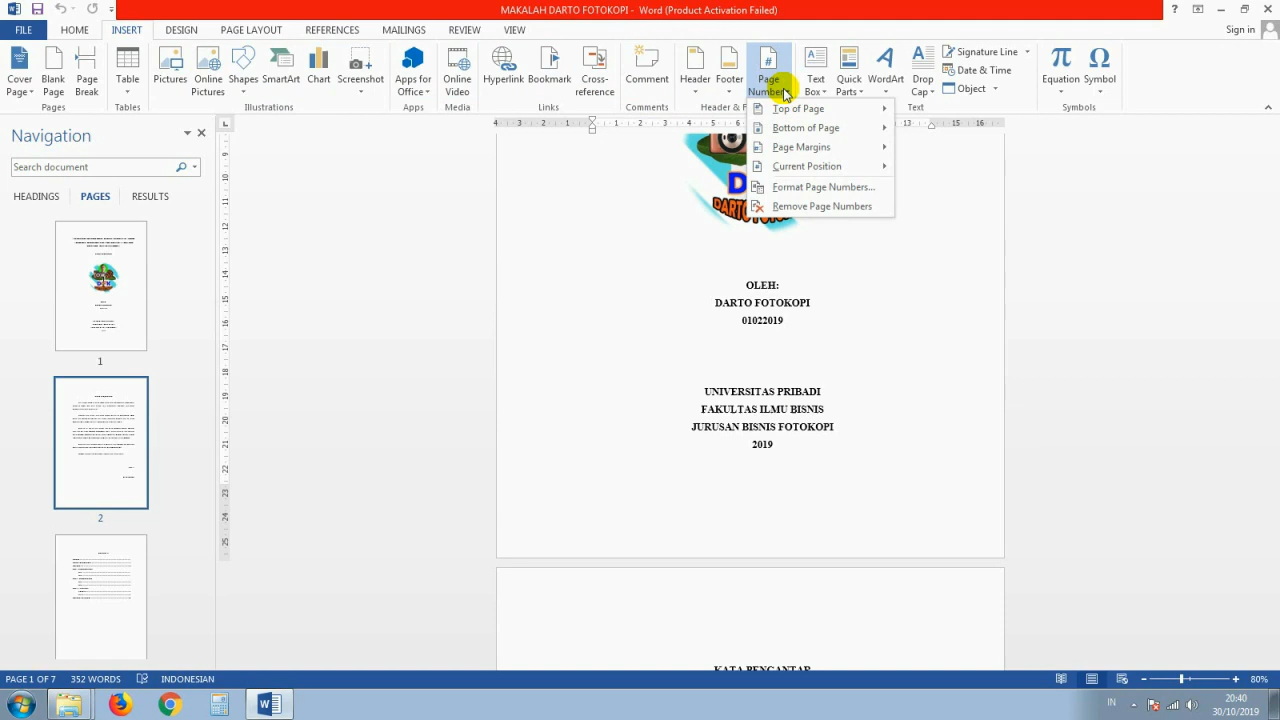 MAKALAH DARTO FOTOKOPI - Word (Product Activation Failed)
FILE HOME INSERT DESIGN PAGE LAYOUT REFERENCES MAILINGS REVIEW VIEW Sign in
Cover Page
Blank Page
Page Break
Table
Pictures
Online Pictures
Shapes
SmartArt
Chart
Screenshot
Apps for Office
Online Video
Hyperlink
Bookmark
Cross-reference
Comment
Header
Footer
Page Number
Text Box
Quick Parts
WordArt
Drop Cap
Signature Line
Date & Time
Object
Equation
Symbol
Pages Tables Illustrations Apps Media Links Comments Header & F Text Symbols
Top of Page
Bottom of Page
Page Margins
Current Position
Format Page Numbers...
Remove Page Numbers
Navigation
Search document
HEADINGS PAGES RESULTS
1
2
OLEH:
DARTO FOTOKOPI
01022019
UNIVERSITAS PRIBADI
FAKULTAS ILMU BISNIS
JURUSAN BISNIS FOTOKOPI
2019
KATA PENGANTAR
PAGE 1 OF 7 352 WORDS INDONESIAN 80%
IN 20:40
30/10/2019